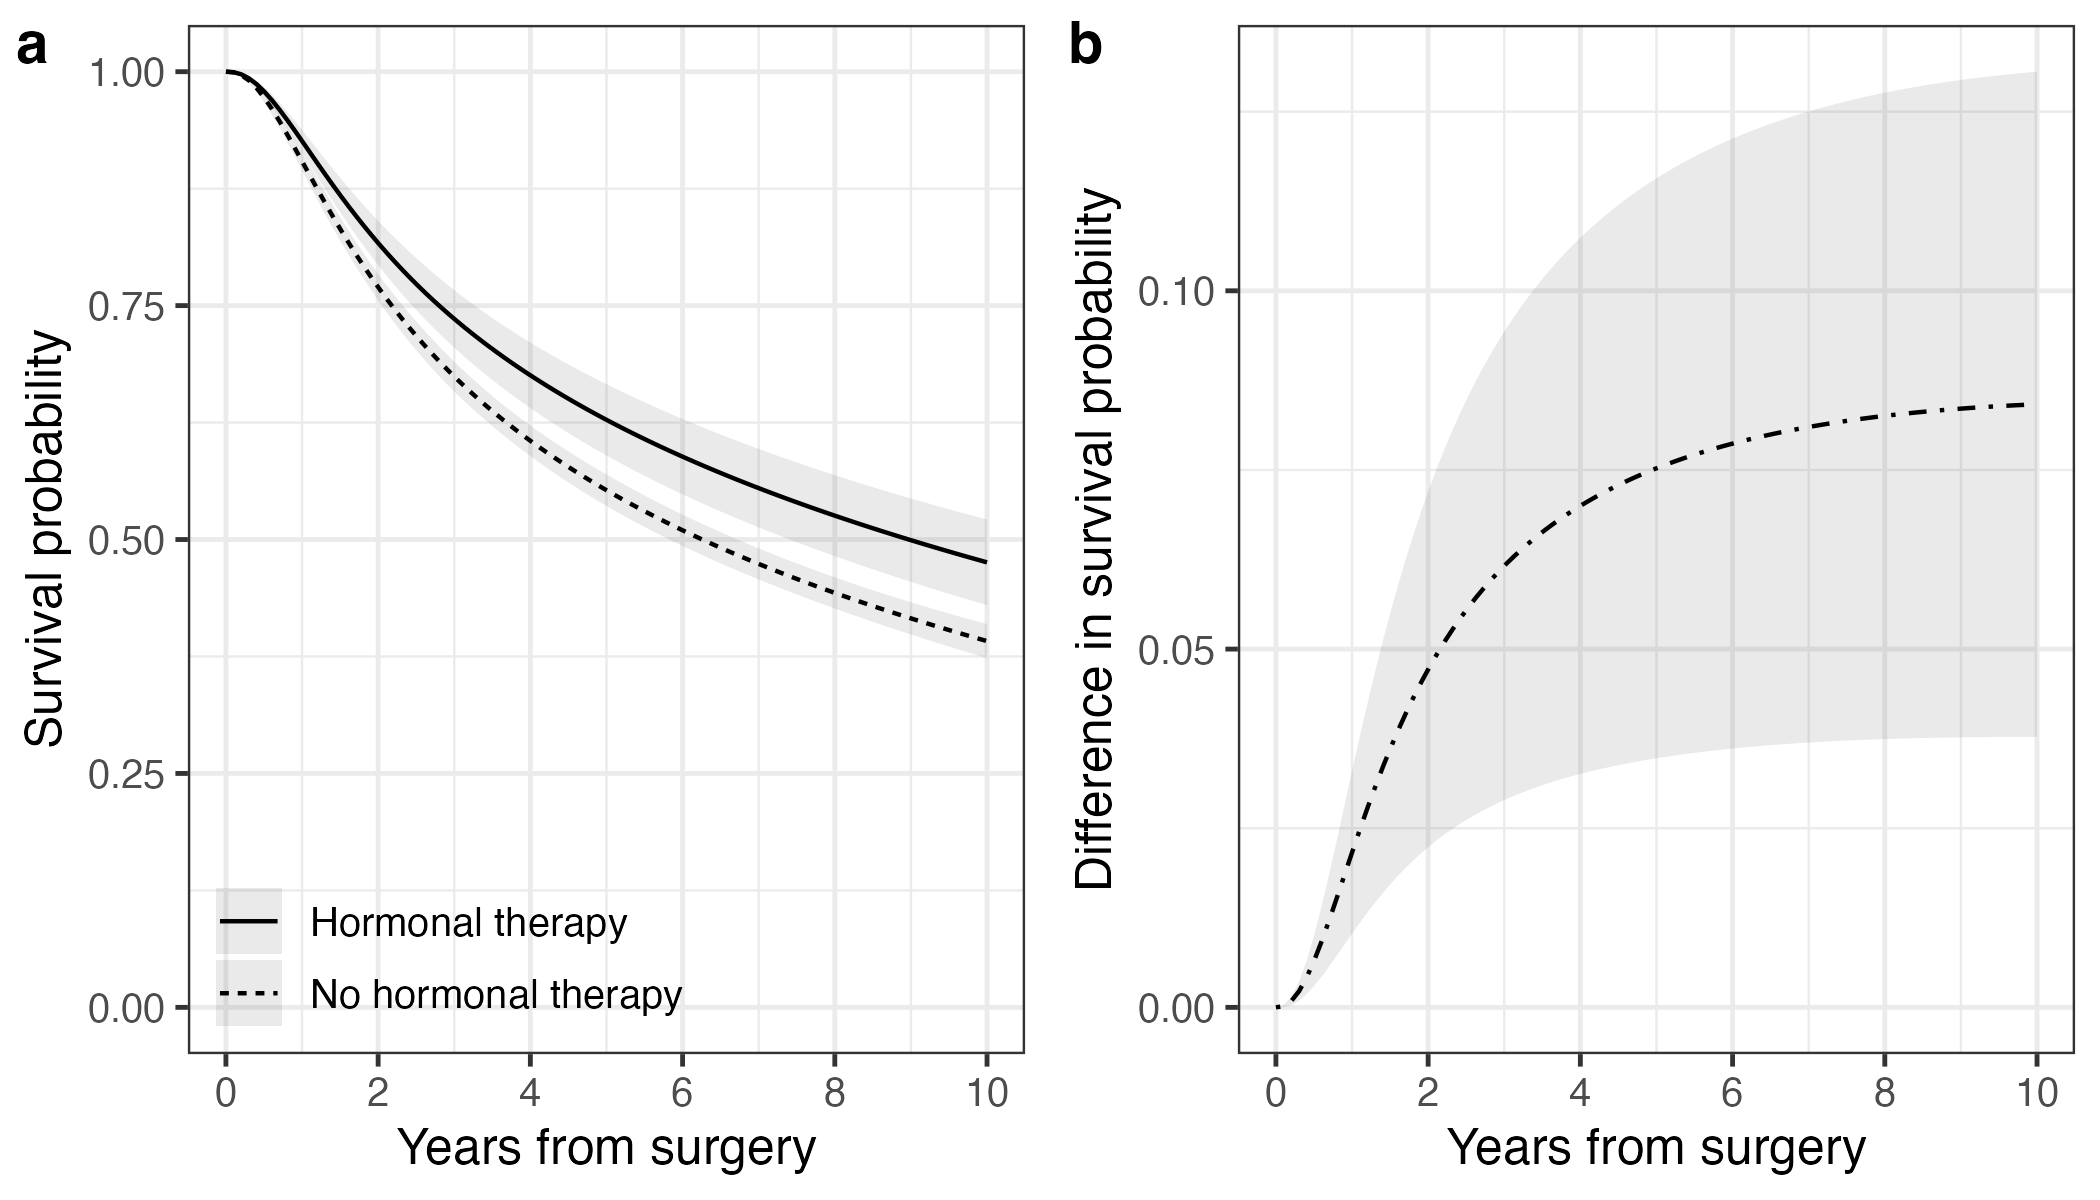 a
Survival probability
1.00
0.75
0.50
0.25
0.00
Hormonal therapy
No hormonal therapy
0 2 4 6 8 10
Years from surgery
b
Difference in survival probability
0.10
0.05
0.00
0 2 4 6 8 10
Years from surgery